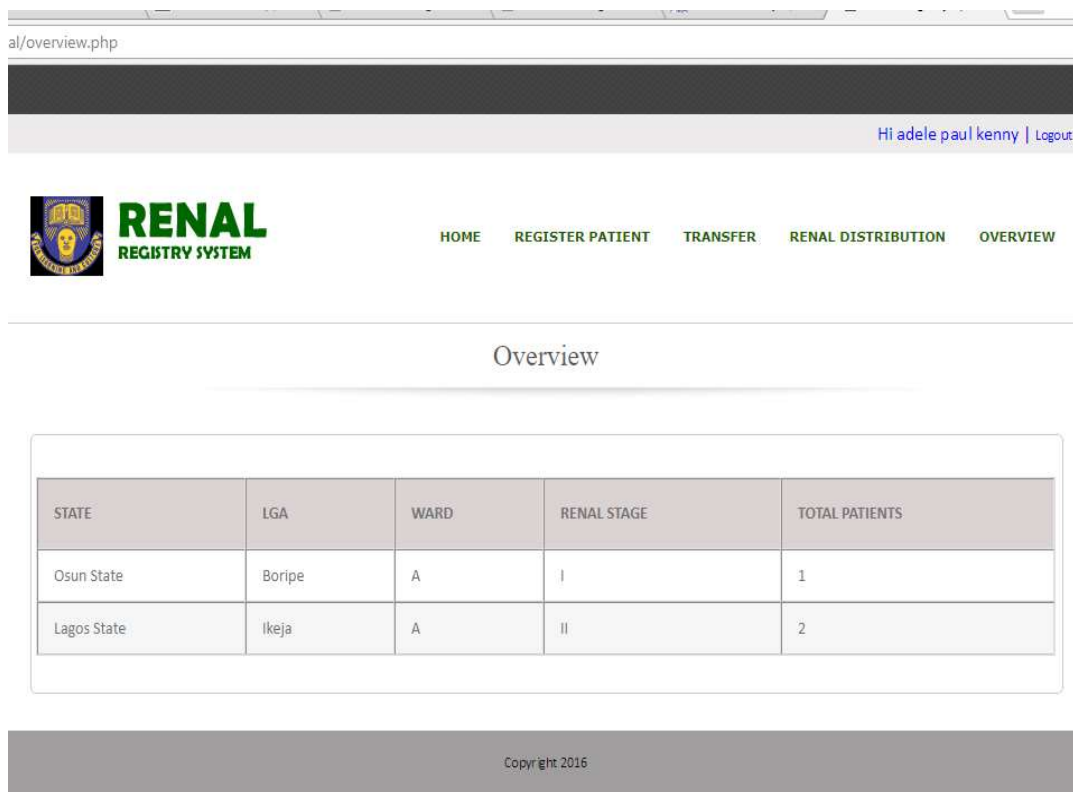 al/overview.php
Hi adele paul kenny | Logout
RENAL
REGISTRY SYSTEM
HOME REGISTER PATIENT TRANSFER RENAL DISTRIBUTION OVERVIEW
Overview
STATE LGA WARD RENAL STAGE TOTAL PATIENTS
Osun State Boripe A I 1
Lagos State Ikeja A II 2
Copyright 2016